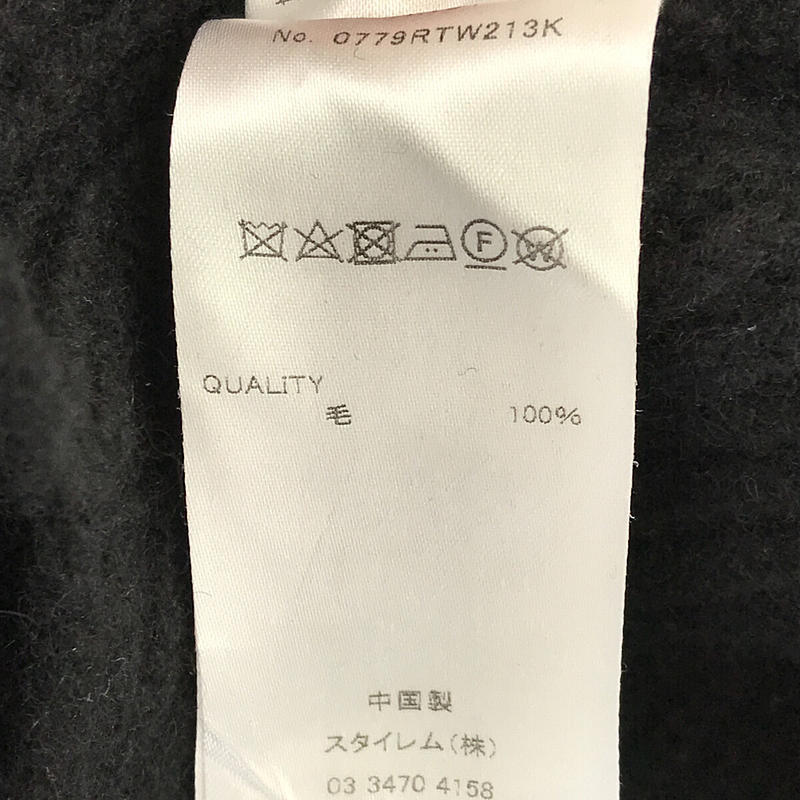 No. 0779RTW213K
F
W
QUALITY
毛 100%
中国製
スタイレム(株)
03 3470 4158